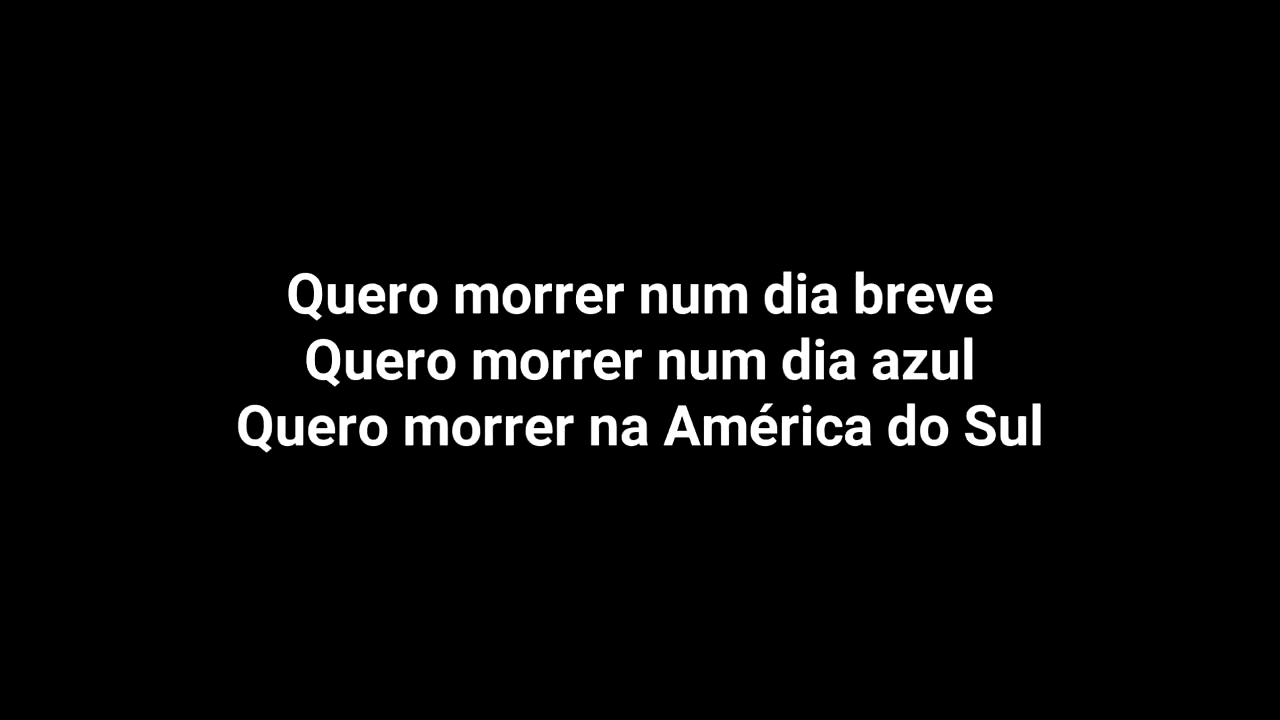 Quero morrer num dia breve
Quero morrer num dia azul
Quero morrer na América do Sul